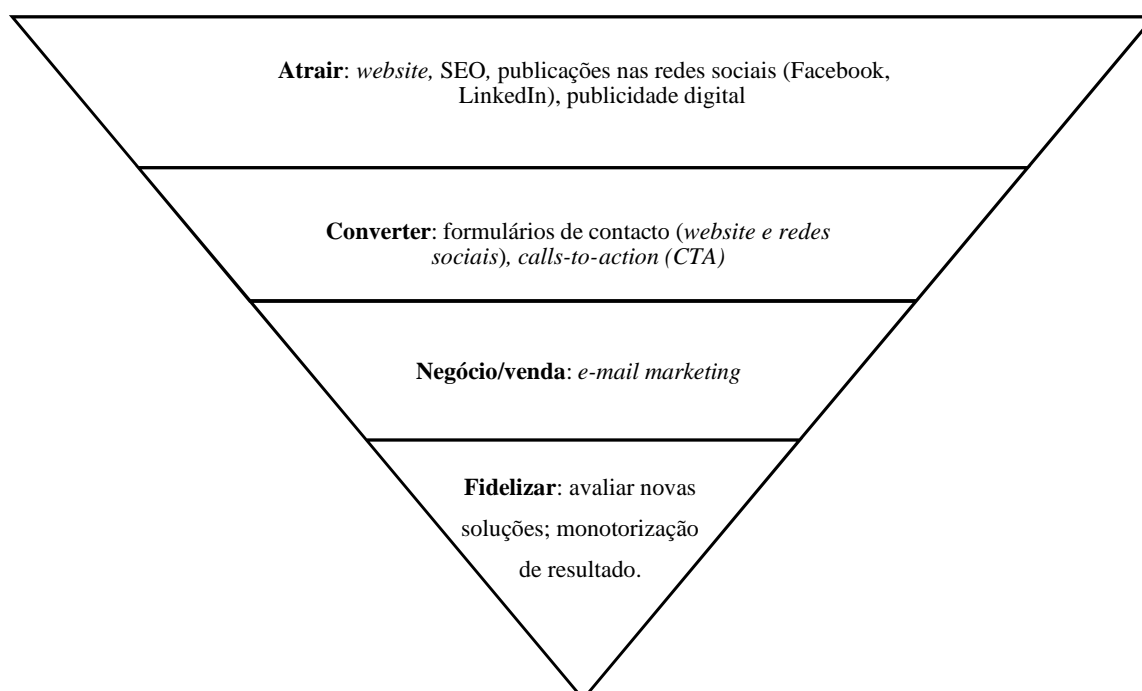 Atrair: website, SEO, publicações nas redes sociais (Facebook,
LinkedIn), publicidade digital
Converter: formulários de contacto (website e redes
sociais), calls-to-action (CTA)
Negócio/venda: e-mail marketing
Fidelizar: avaliar novas
soluções; monotorização
de resultado.